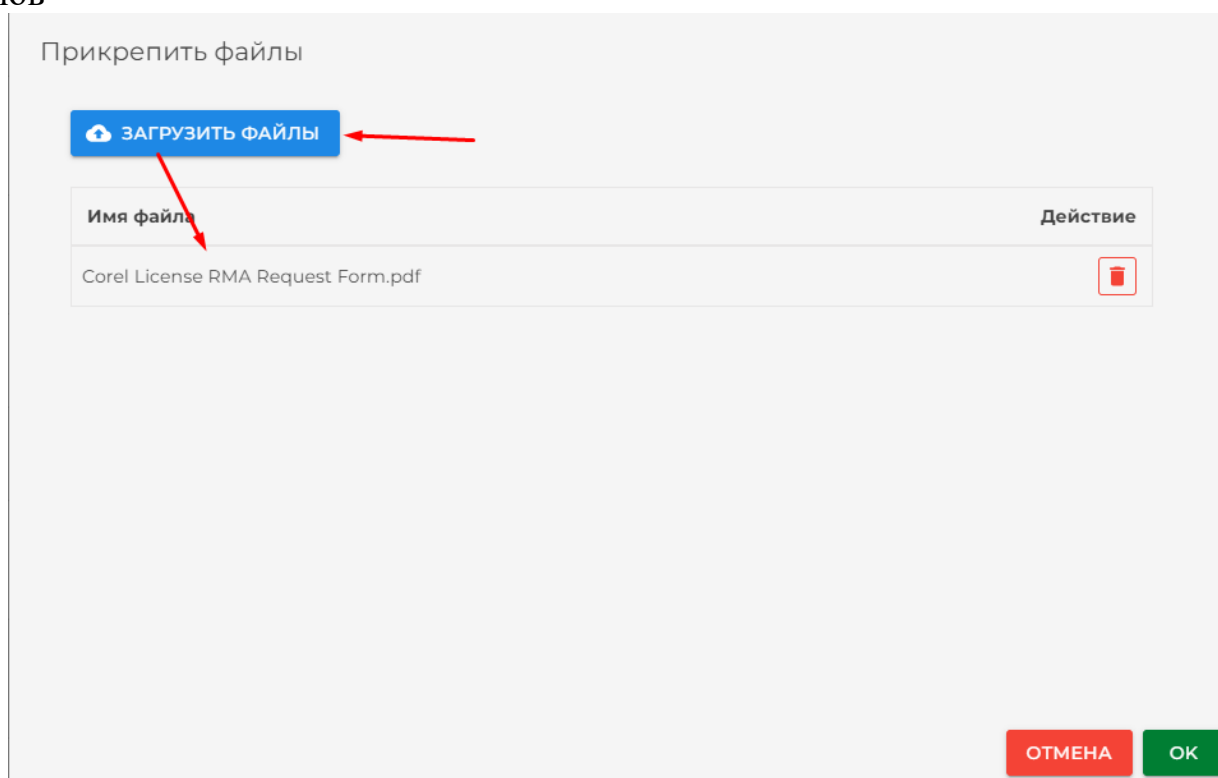 Прикрепить файлы
ЗАГРУЗИТЬ ФАЙЛЫ
Имя файла Действие
Corel License RMA Request Form.pdf
ОТМЕНА OK